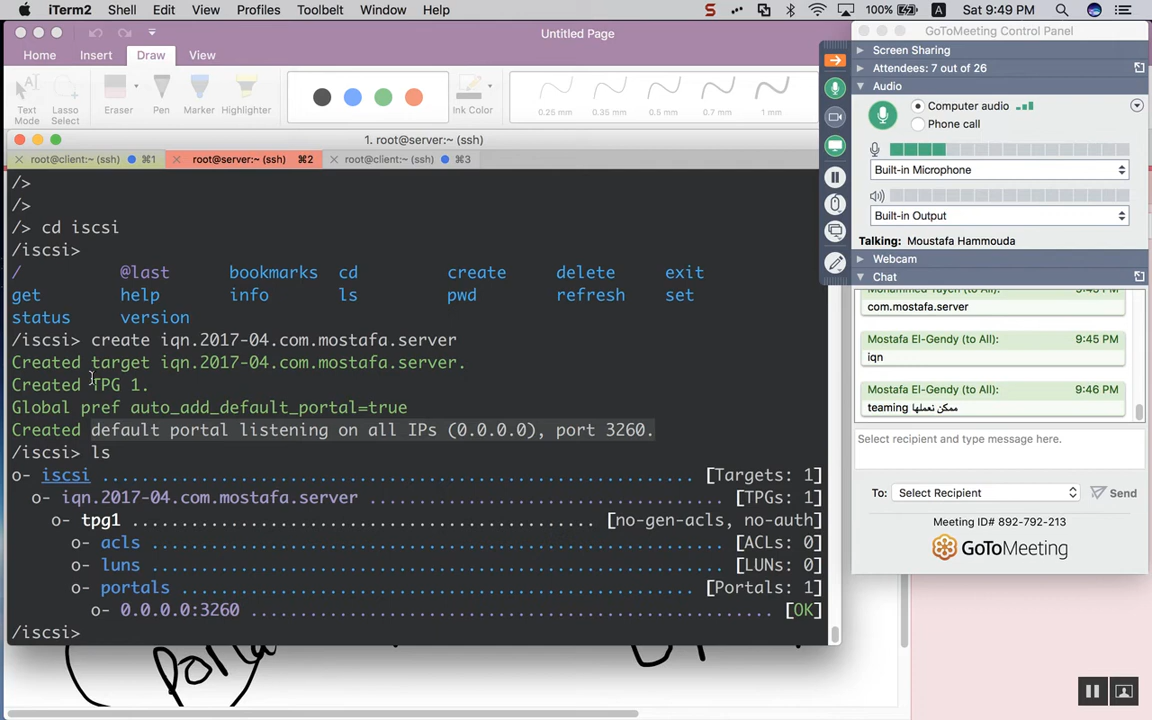 iTerm2 Shell Edit View Profiles Toolbelt Window Help
100% A Sat 9:49 PM
Untitled Page
Home Insert Draw View
Text Mode
Lasso Select
Eraser
Pen
Marker
Highlighter
Ink Color
0.25 mm 0.35 mm 0.5 mm 0.7 mm 1 mm
1. root@server:~ (ssh)
root@client:~ (ssh) ⌘1
root@server:~ (ssh) ⌘2
root@client:~ (ssh) ⌘3
/>
/>
/> cd iscsi
/iscsi>
/ @last bookmarks cd create delete exit
get help info ls pwd refresh set
status version
/iscsi> create iqn.2017-04.com.mostafa.server
Created target iqn.2017-04.com.mostafa.server.
Created TPG 1.
Global pref auto_add_default_portal=true
Created default portal listening on all IPs (0.0.0.0), port 3260.
/iscsi> ls
o- iscsi [Targets: 1]
o- iqn.2017-04.com.mostafa.server [TPGs: 1]
o- tpg1 [no-gen-acls, no-auth]
o- acls [ACLs: 0]
o- luns [LUNs: 0]
o- portals [Portals: 1]
o- 0.0.0.0:3260 [OK]
/iscsi>
GoToMeeting Control Panel
Screen Sharing
Attendees: 7 out of 26
Audio
Computer audio
Phone call
Built-in Microphone
Built-in Output
Talking: Moustafa Hammouda
Webcam
Chat
com.mostafa.server
Mostafa El-Gendy (to All): 9:45 PM
iqn
Mostafa El-Gendy (to All): 9:46 PM
teaming ممكن نعملها
Select recipient and type message here.
To: Select Recipient Send
Meeting ID# 892-792-213
GoToMeeting